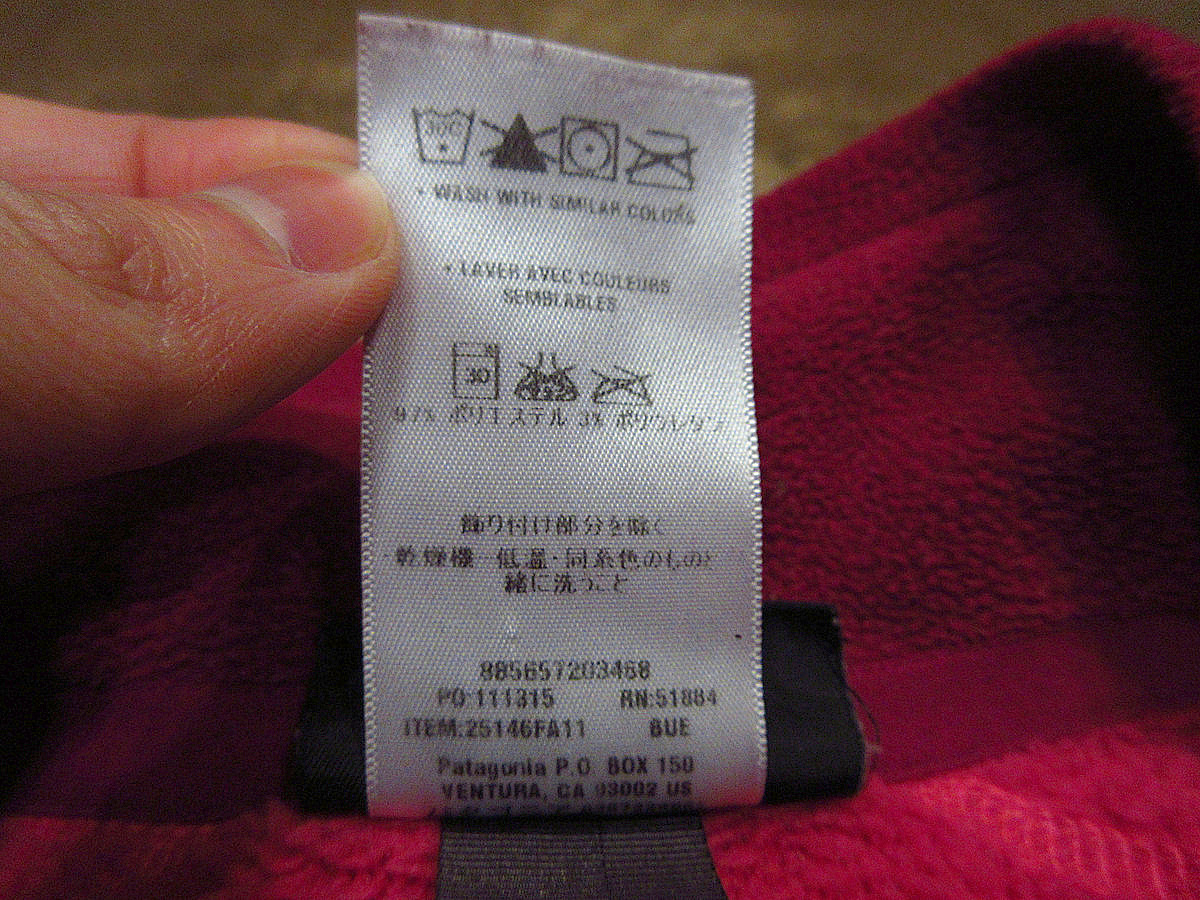 30C
• WASH WITH SIMILAR COLORS
• LAVER AVEC COULEURS
SEMBLABLES
30
97% ポリエステル 3% ポリウレタン
飾り付け部分を除く
・乾燥機 低温・同系色のものと
緒に洗うこと
885657203468
PO:111315 RN:51884
ITEM:25146FA11 BUE
Patagonia P.O. BOX 150
VENTURA, CA 93002 US